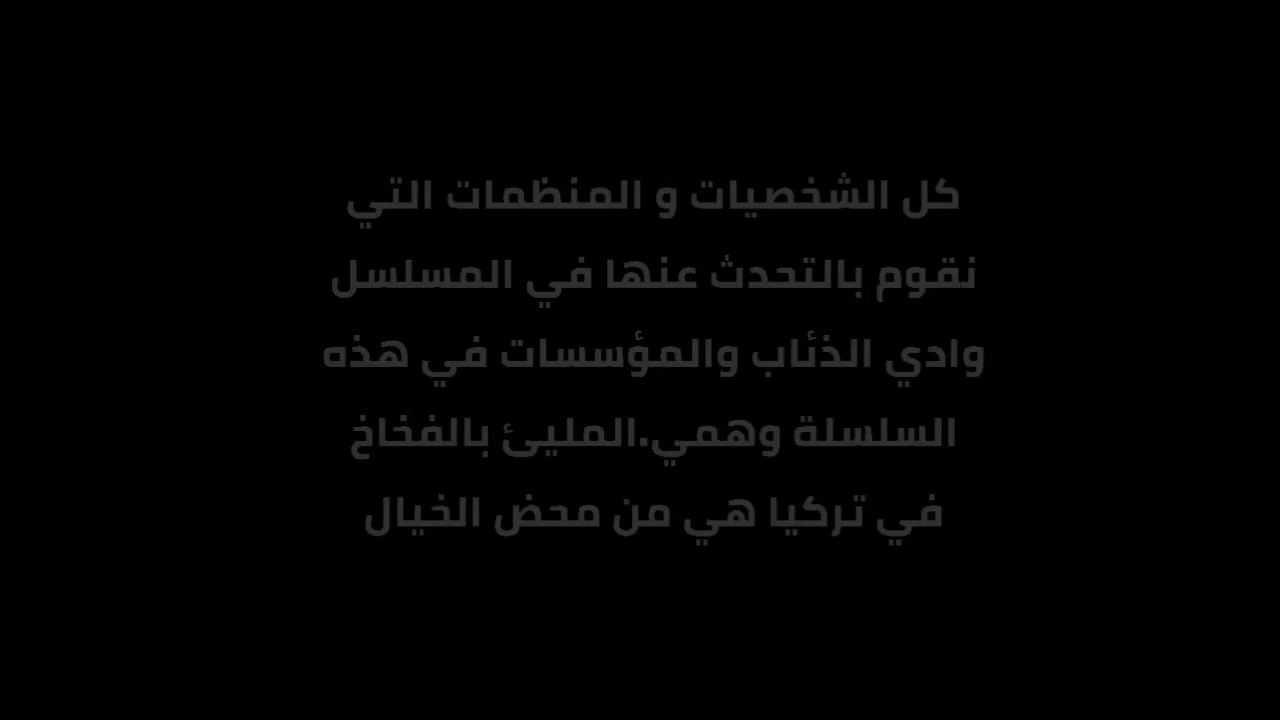 كل الشخصيات و المنظمات التي
نقوم بالتحدث عنها في المسلسل
وادي الذئاب والمؤسسات في هذه
السلسلة وهمي.المليئ بالفخاخ
في تركيا هي من محض الخيال